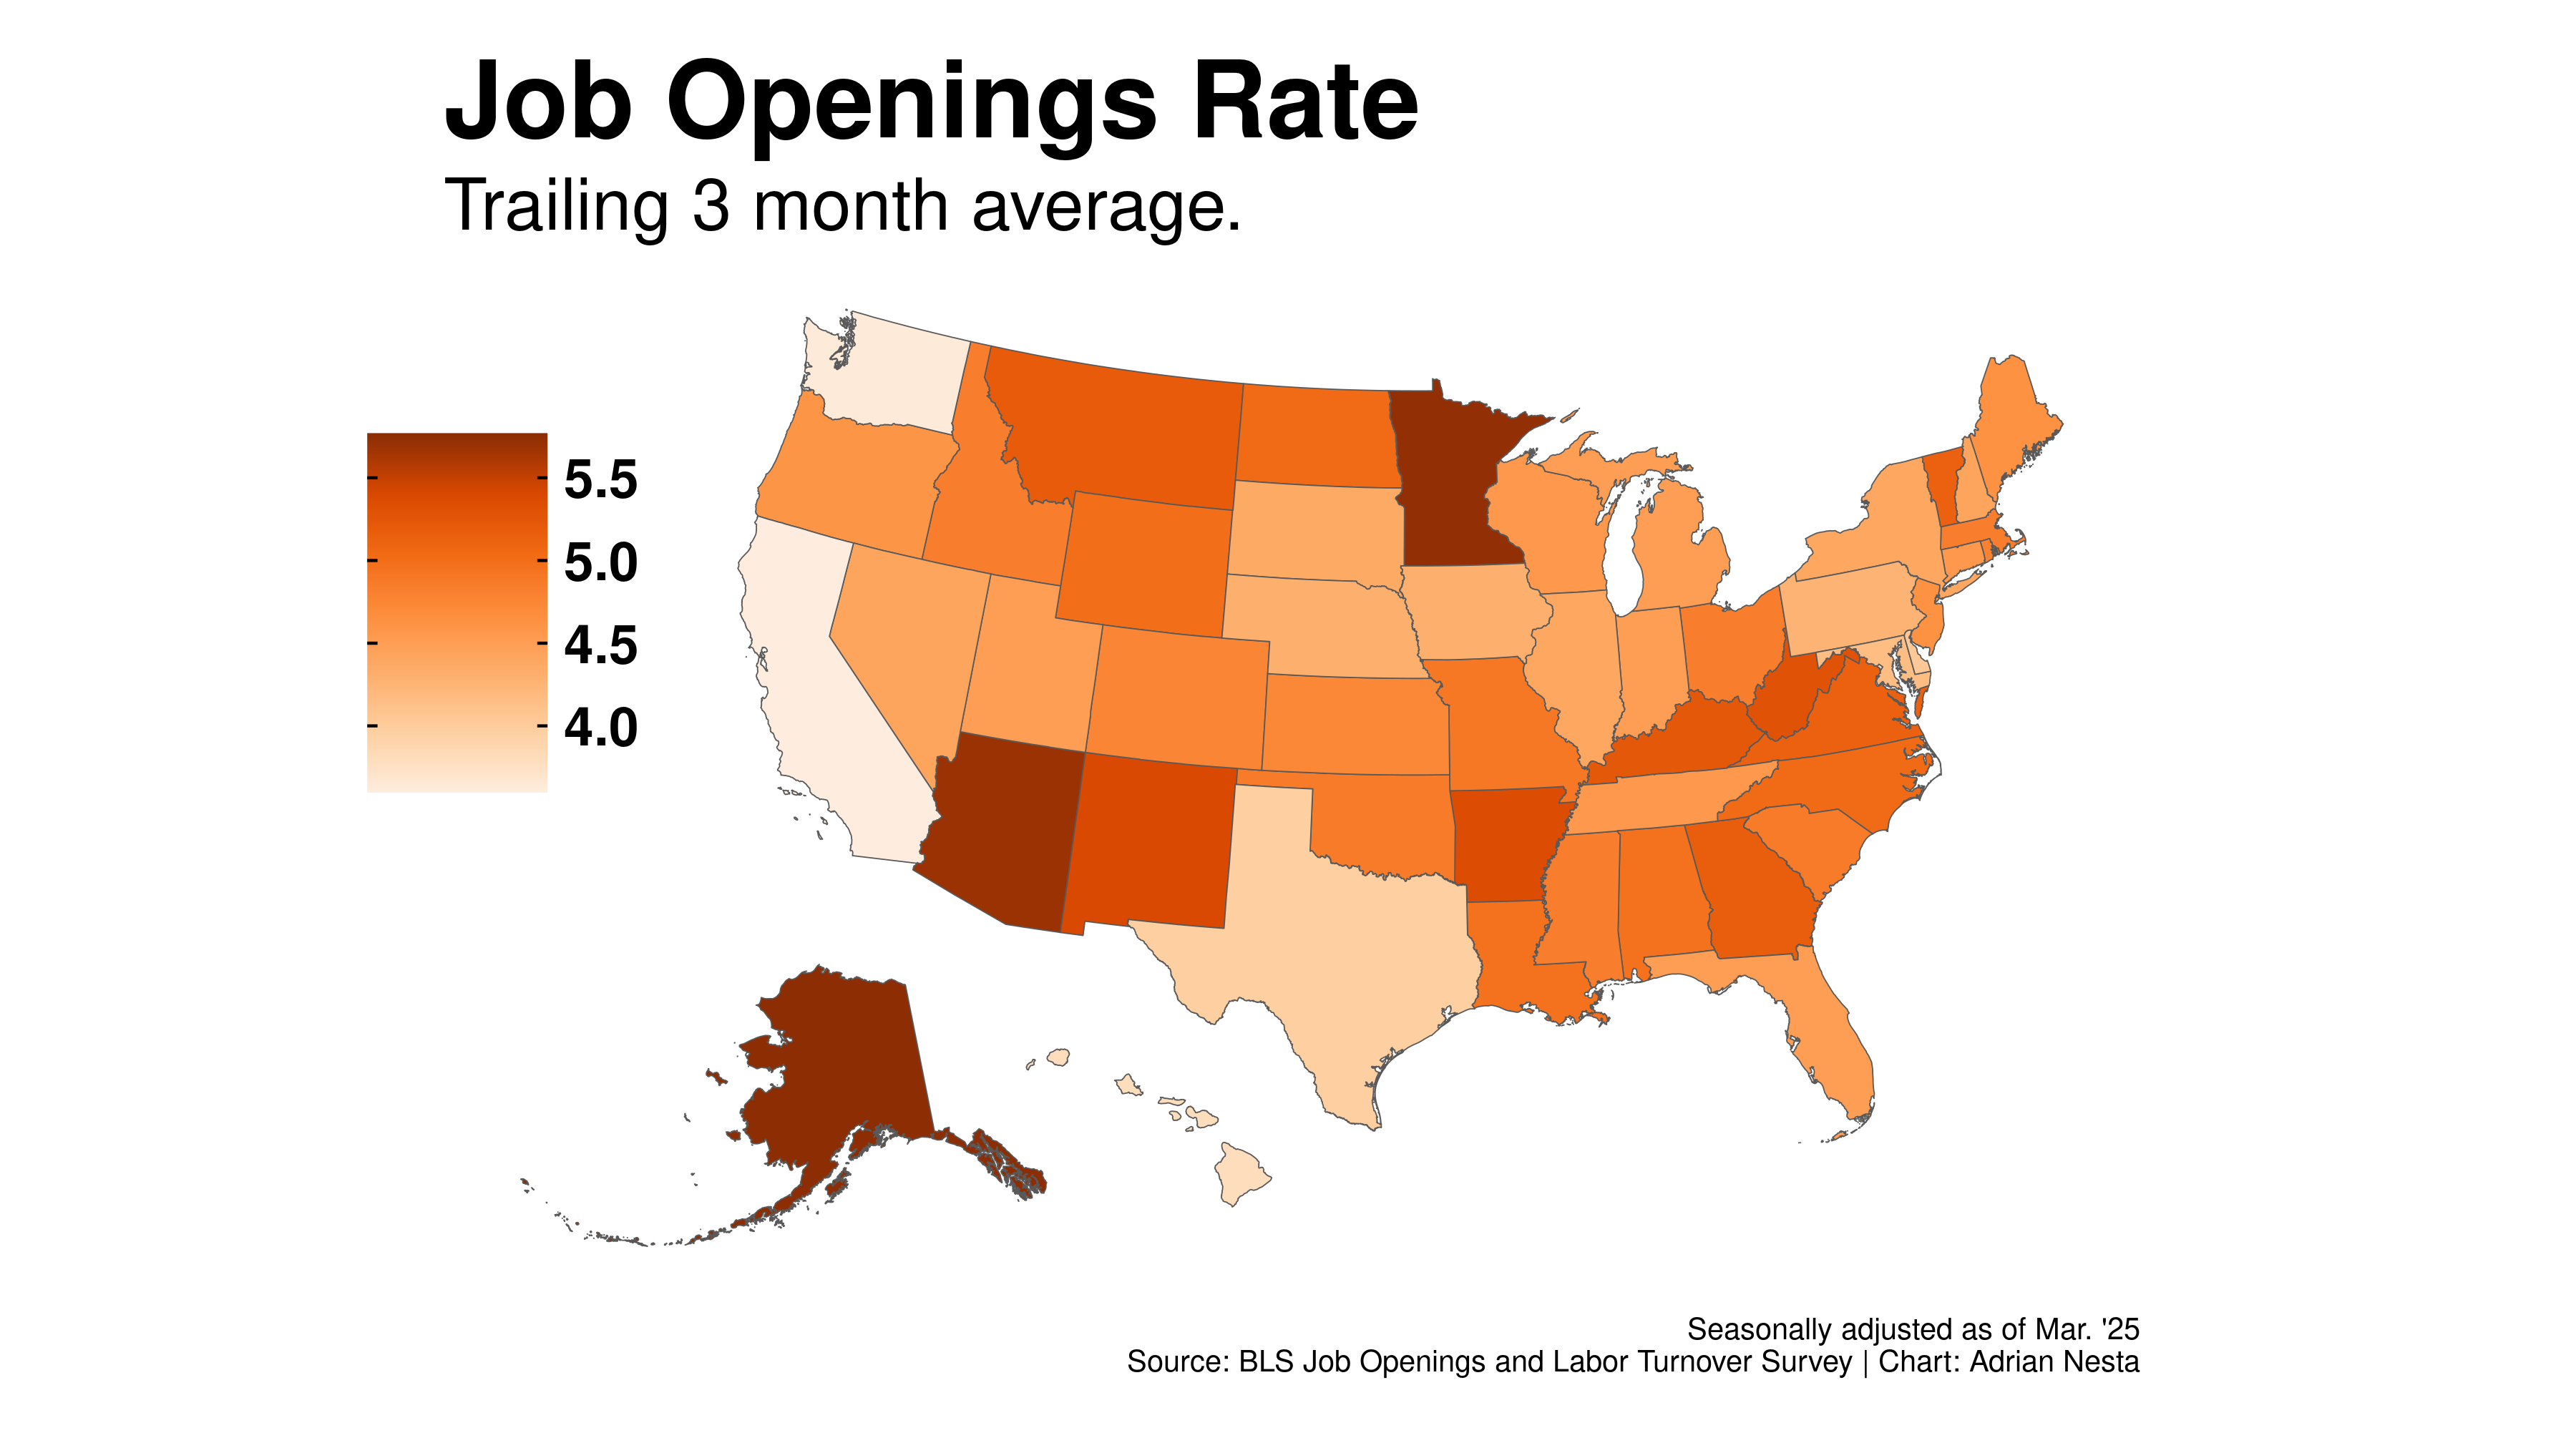 Job Openings Rate
Trailing 3 month average.
5.5
5.0
4.5
4.0
Seasonally adjusted as of Mar. '25
Source: BLS Job Openings and Labor Turnover Survey | Chart: Adrian Nesta